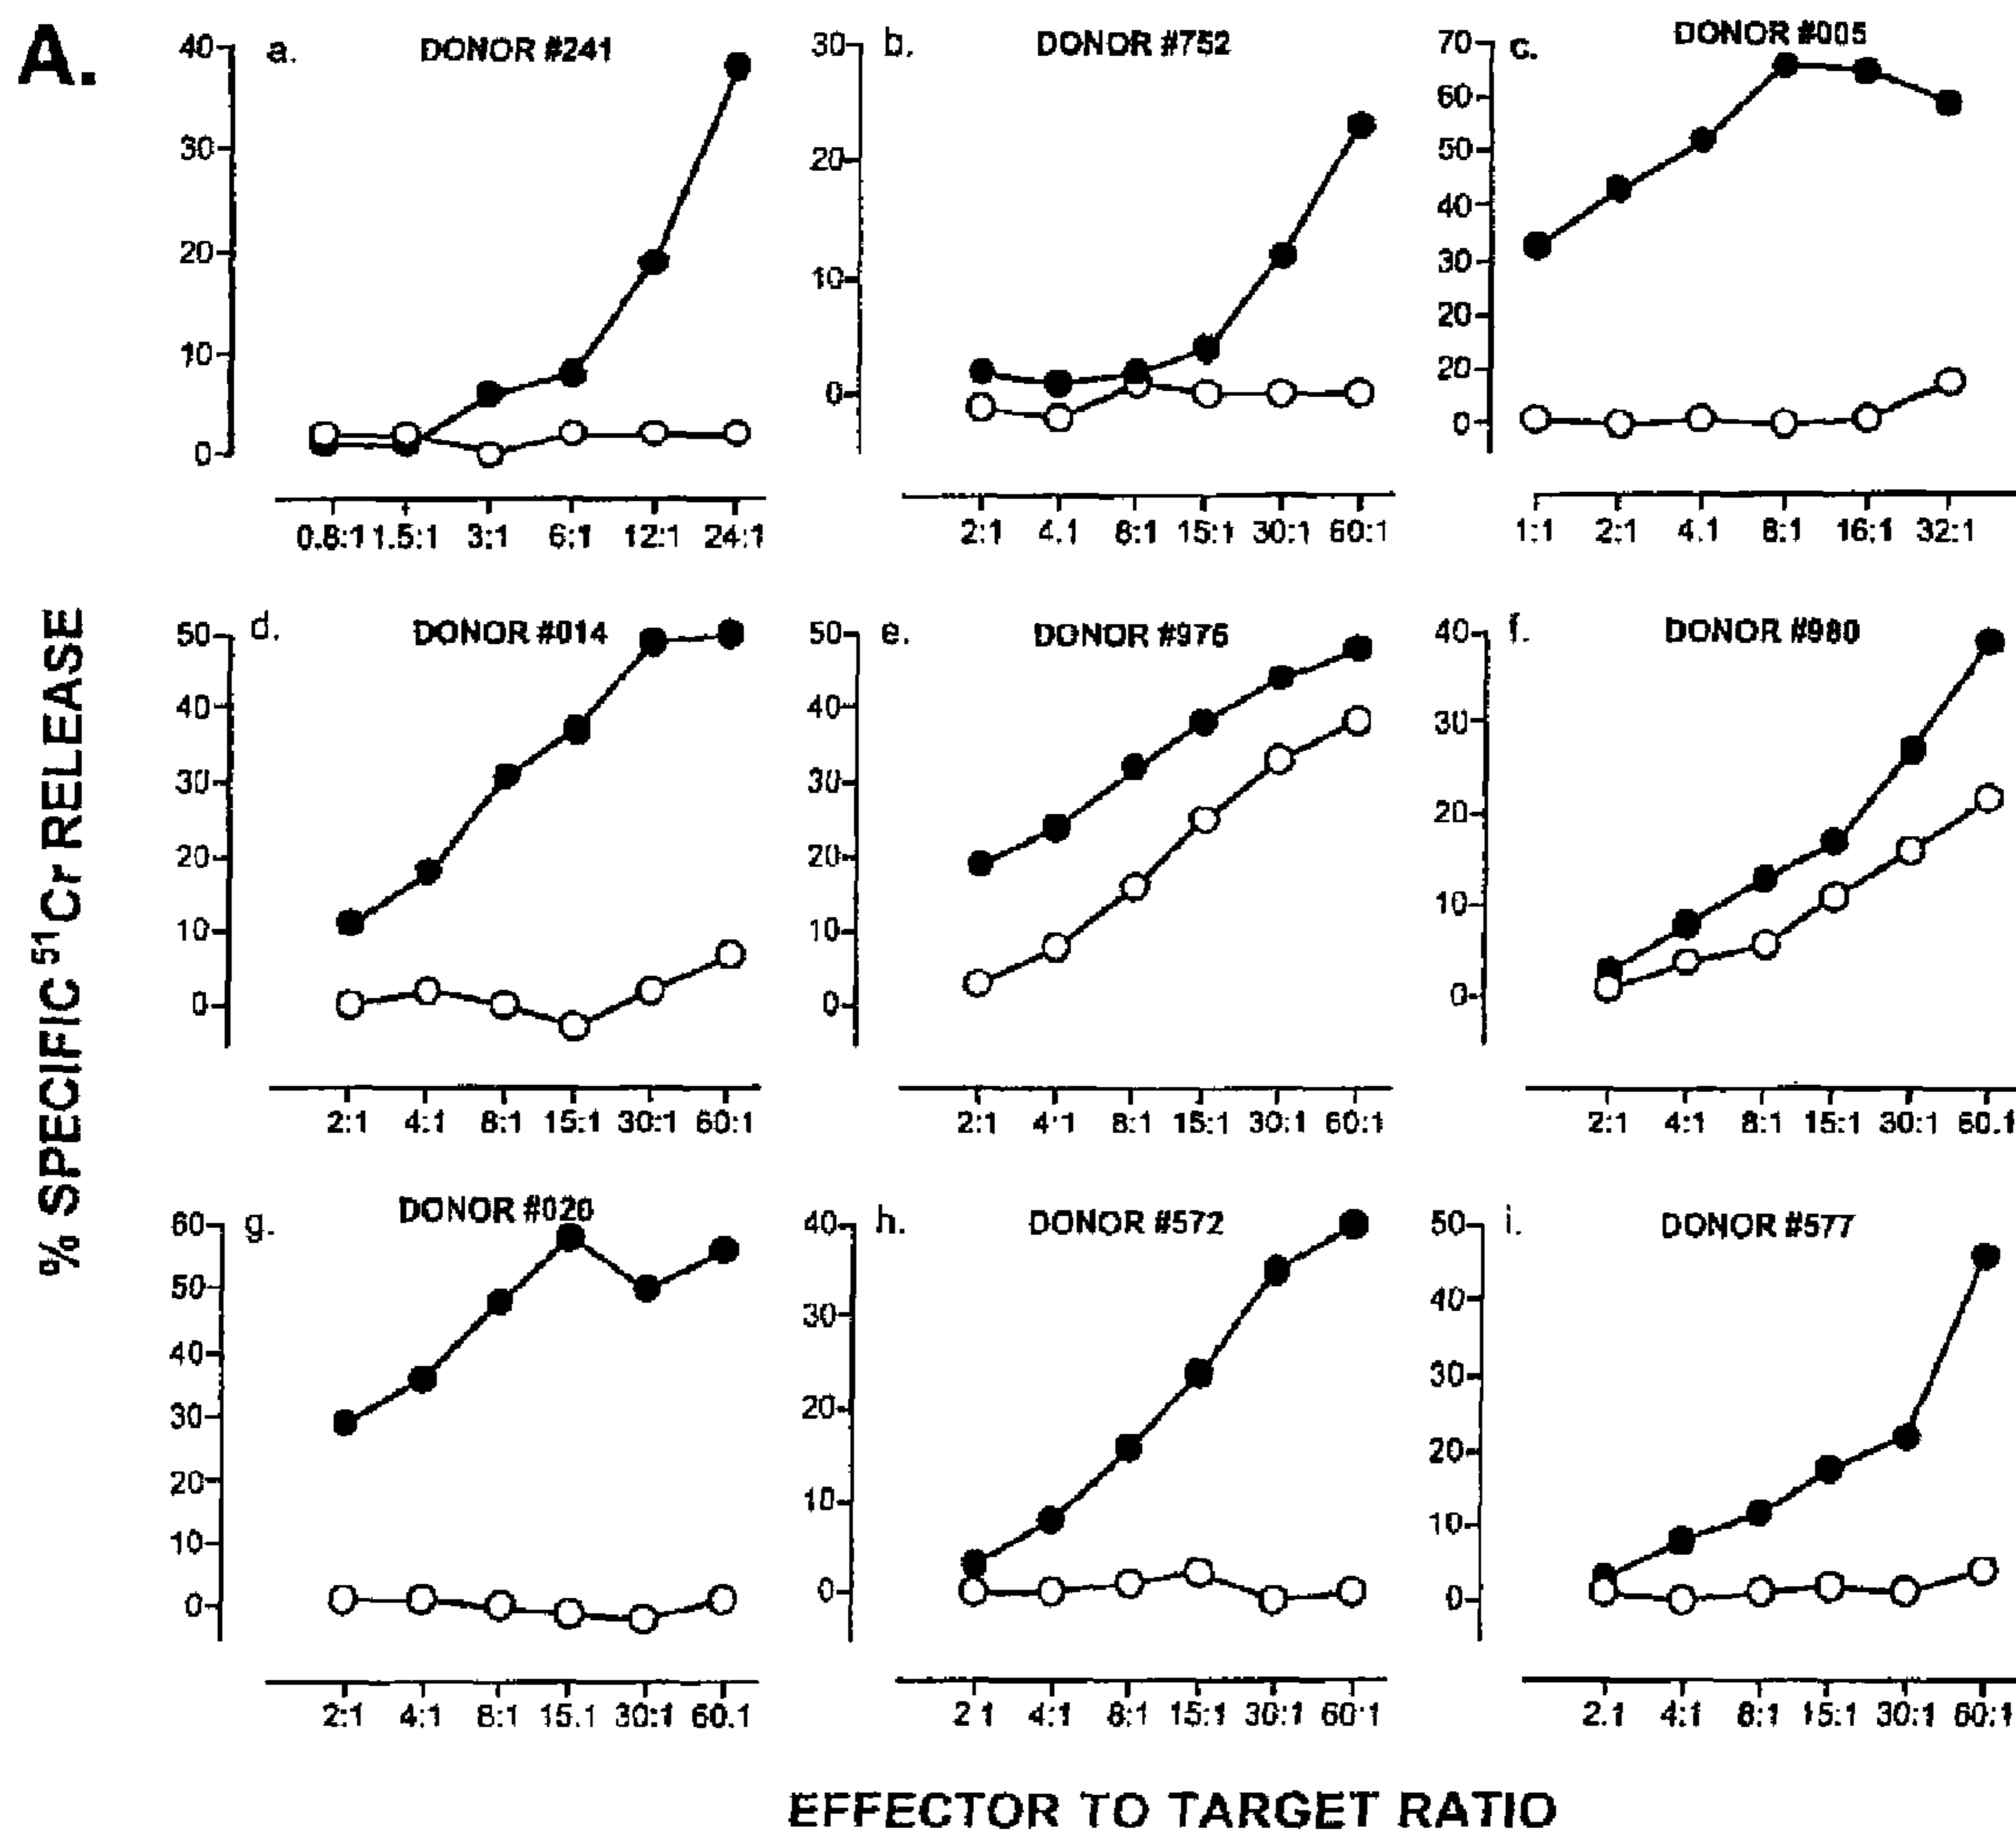 A.
a. DONOR #241
40
30
20
10
0
0.8:1 1.5:1 3:1 6:1 12:1 24:1
b. DONOR #752
30
20
10
0
2:1 4.1 8:1 15:1 30:1 60:1
c. DONOR #005
70
60
50
40
30
20
20
0
1:1 2:1 4.1 8:1 16:1 32:1
% SPECIFIC ⁵¹Cr RELEASE
d. DONOR #014
50
40
30
20
10
0
2:1 4:1 8:1 15:1 30:1 60:1
e. DONOR #976
50
40
30
20
10
0
2:1 4:1 8:1 15:1 30:1 60:1
f. DONOR #980
40
30
20
10
0
2:1 4:1 8:1 15:1 30:1 60.1
g. DONOR #020
60
50
40
30
20
10
0
2:1 4:1 8:1 15.1 30:1 60.1
h. DONOR #572
40
30
20
10
0
2 1 4:1 8:1 15:1 30:1 60:1
i. DONOR #577
50
40
30
20
10
0
2.1 4:1 8:1 15:1 30:1 60:1
EFFECTOR TO TARGET RATIO